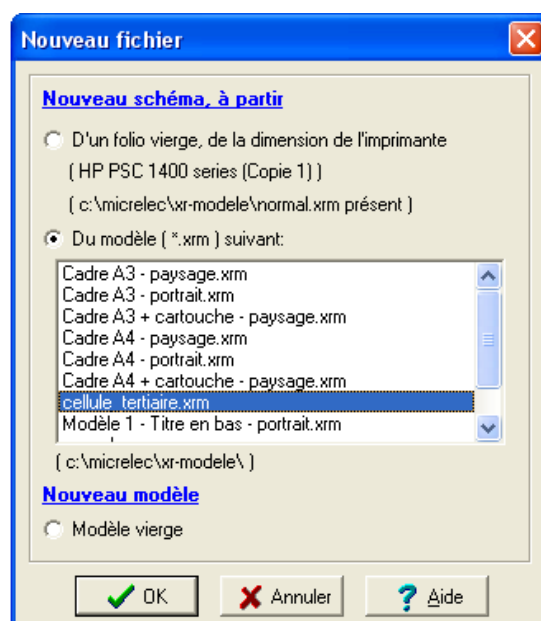 Nouveau fichier
Nouveau schéma, à partir
D'un folio vierge, de la dimension de l'imprimante
( HP PSC 1400 series (Copie 1) )
( c:\micrelec\xr-modele\normal.xrm présent )
Du modèle ( *.xrm ) suivant:
Cadre A3 - paysage.xrm
Cadre A3 - portrait.xrm
Cadre A3 + cartouche - paysage.xrm
Cadre A4 - paysage.xrm
Cadre A4 - portrait.xrm
Cadre A4 + cartouche - paysage.xrm
cellule_tertiaire.xrm
Modèle 1 - Titre en bas - portrait.xrm
( c:\micrelec\xr-modele\ )
Nouveau modèle
Modèle vierge
OK
Annuler
Aide